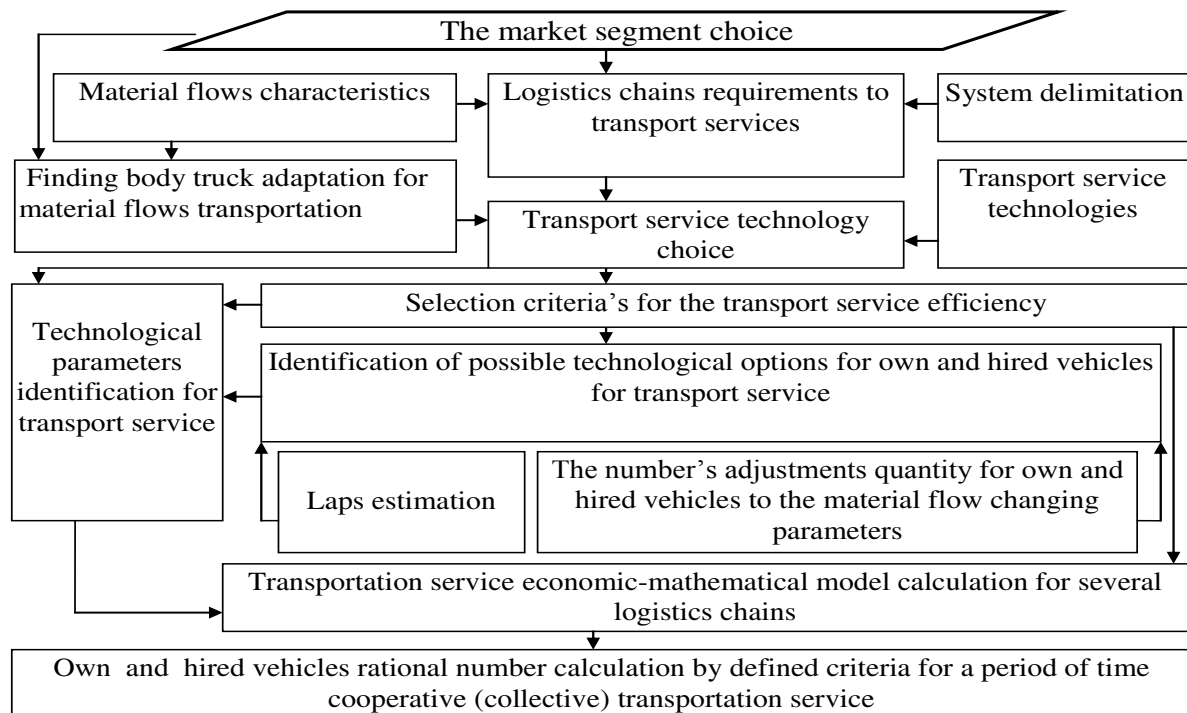 The market segment choice
Material flows characteristics
Logistics chains requirements to
transport services
System delimitation
Finding body truck adaptation for
material flows transportation
Transport service
technologies
Transport service technology
choice
Selection criteria's for the transport service efficiency
Technological
parameters
identification for
transport service
Identification of possible technological options for own and hired vehicles
for transport service
Laps estimation
The number's adjustments quantity for own and
hired vehicles to the material flow changing
parameters
Transportation service economic-mathematical model calculation for several
logistics chains
Own and hired vehicles rational number calculation by defined criteria for a period of time
cooperative (collective) transportation service